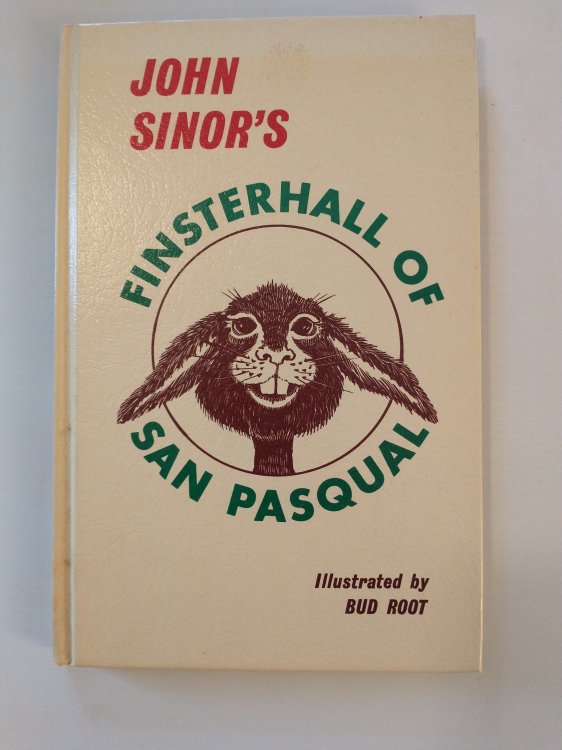 JOHN
SINOR'S
FINSTERHALL OF
SAN PASQUAL
Illustrated by
BUD ROOT